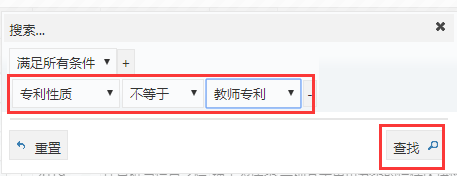 搜索...
满足所有条件 +
专利性质 不等于 教师专利 -
重置 查找